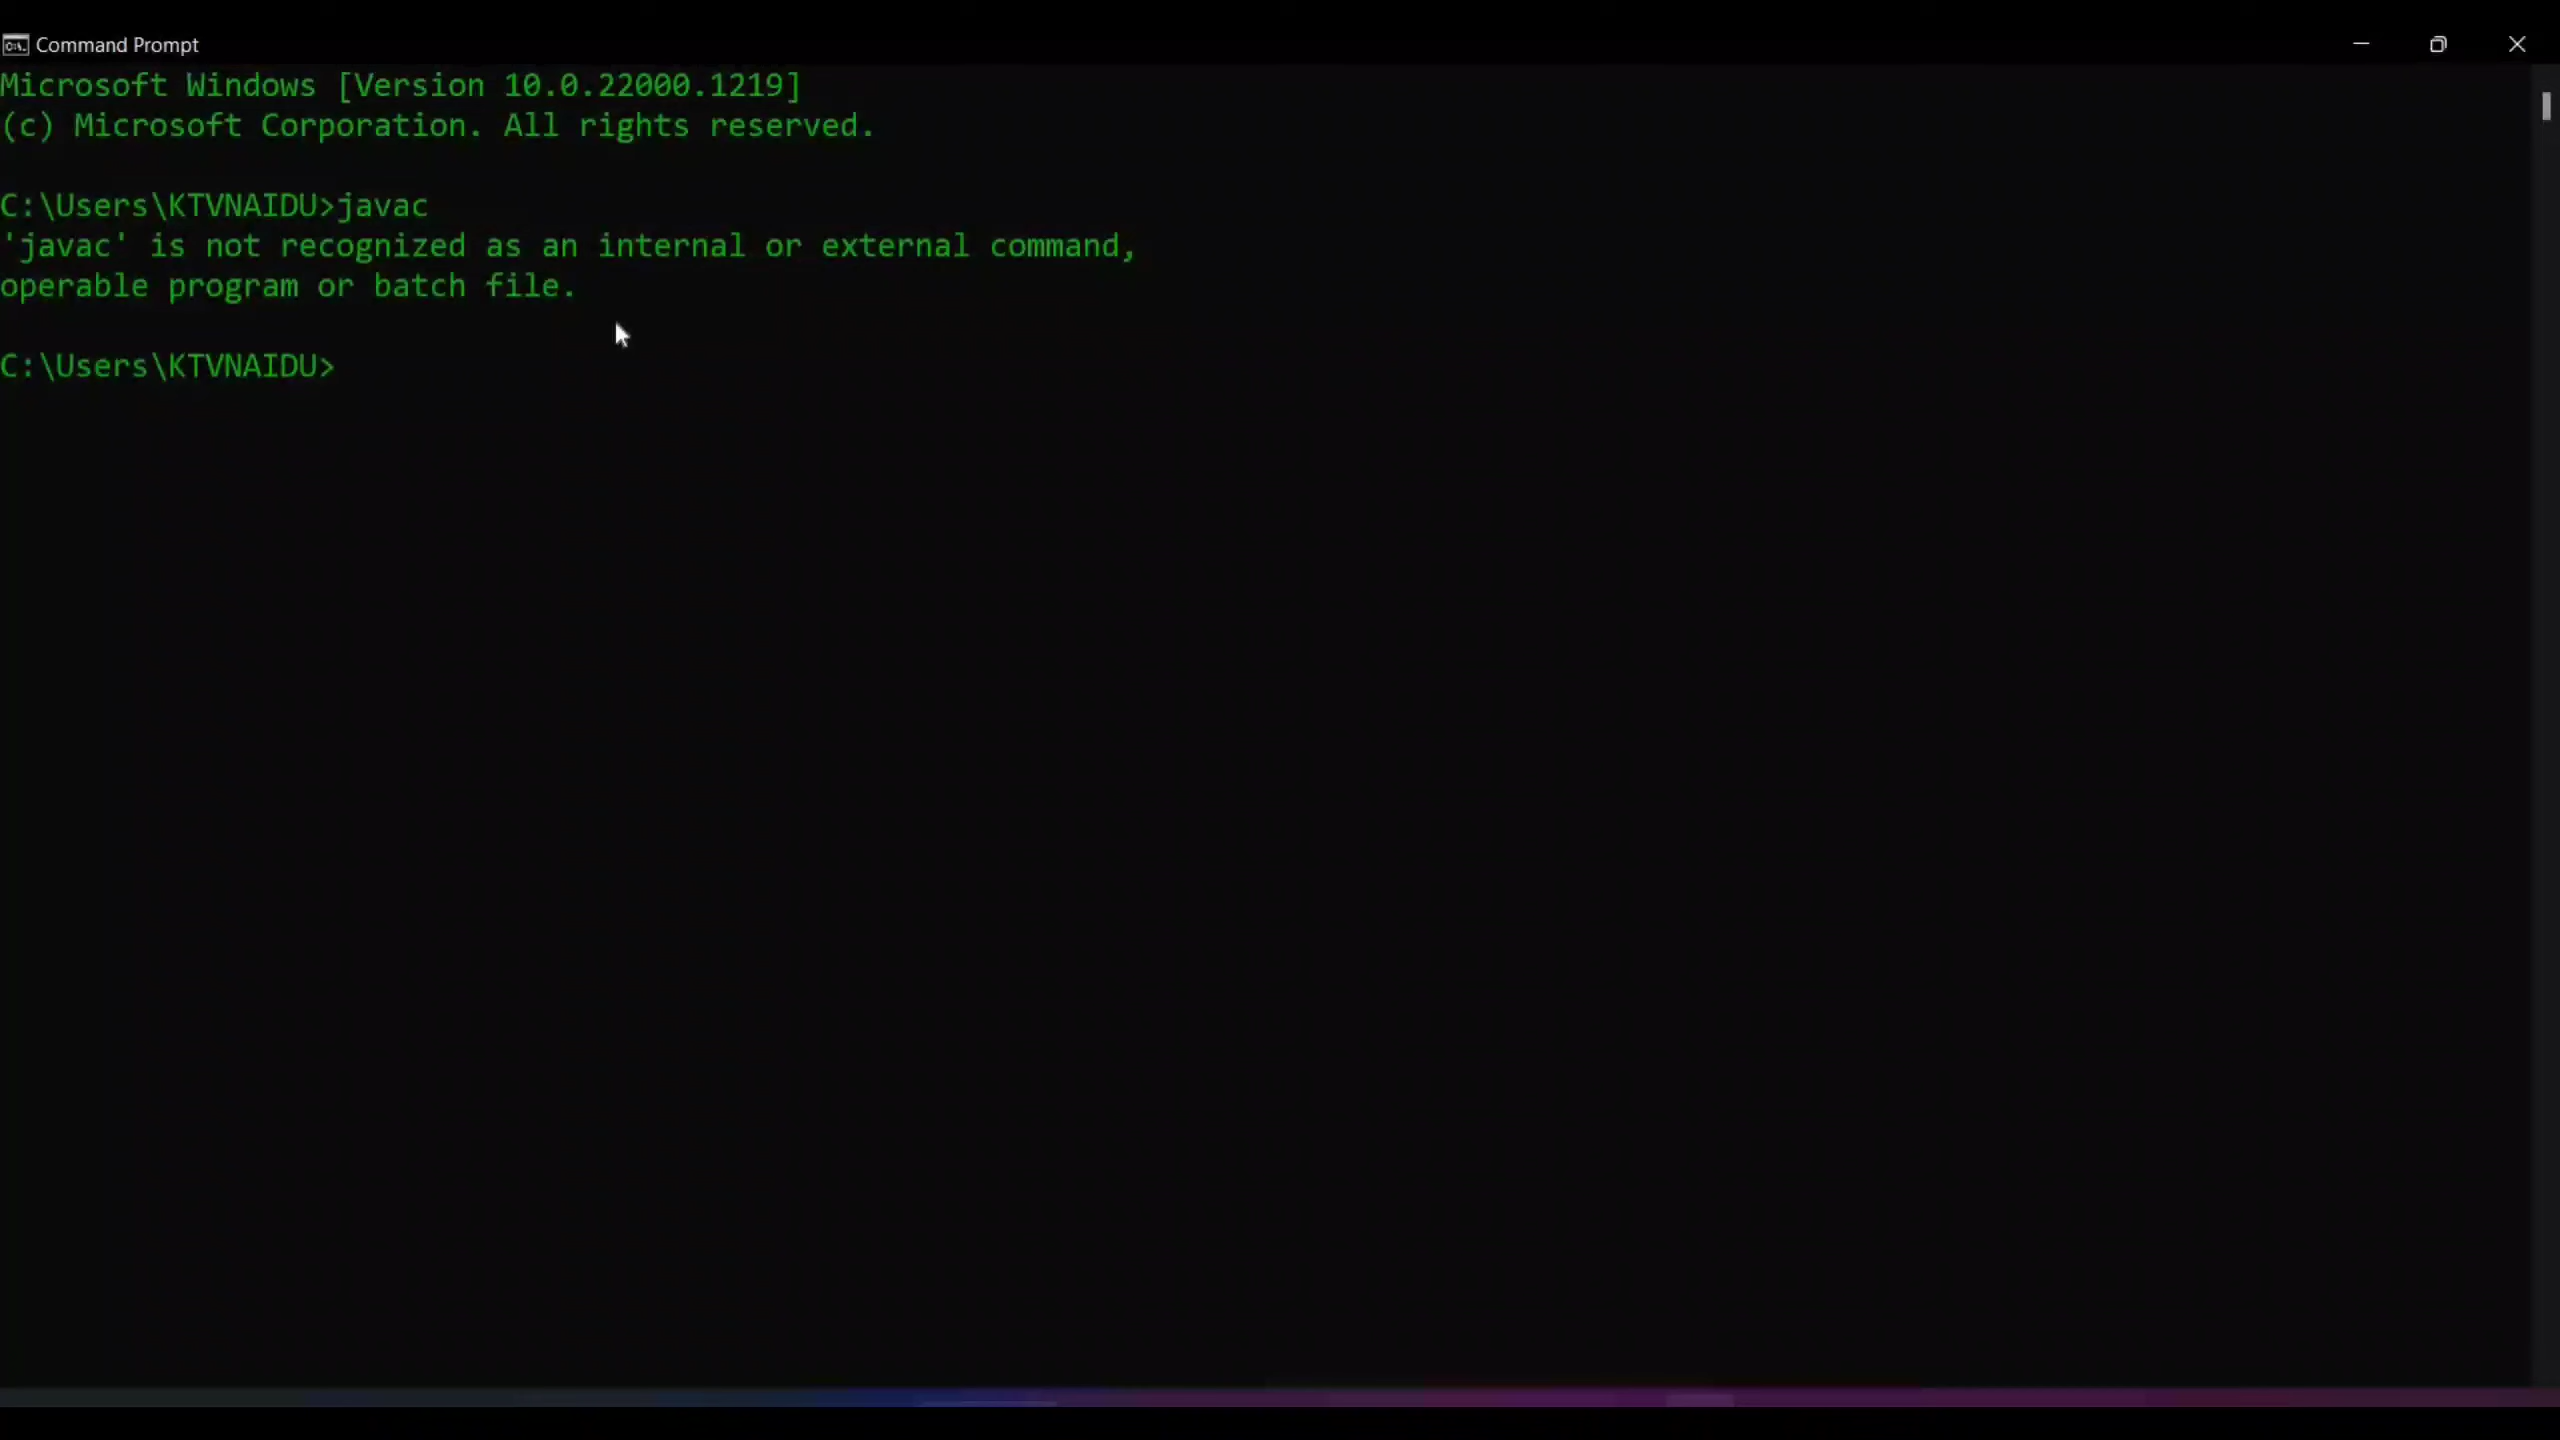 Command Prompt
Microsoft Windows [Version 10.0.22000.1219]
(c) Microsoft Corporation. All rights reserved.
C:\Users\KTVNAIDU>javac
'javac' is not recognized as an internal or external command,
operable program or batch file.
C:\Users\KTVNAIDU>